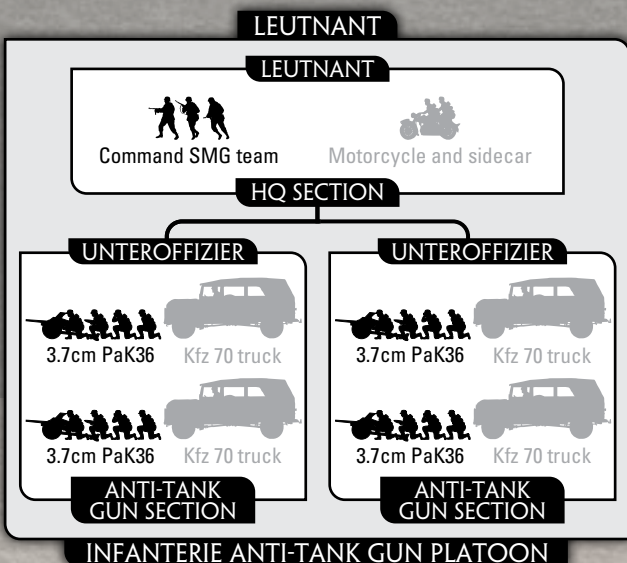 LEUTNANT
LEUTNANT
Command SMG team Motorcycle and sidecar
HQ SECTION
UNTEROFFIZIER UNTEROFFIZIER
3.7cm PaK36 Kfz 70 truck 3.7cm PaK36 Kfz 70 truck
3.7cm PaK36 Kfz 70 truck 3.7cm PaK36 Kfz 70 truck
ANTI-TANK ANTI-TANK
GUN SECTION GUN SECTION
INFANTERIE ANTI-TANK GUN PLATOON